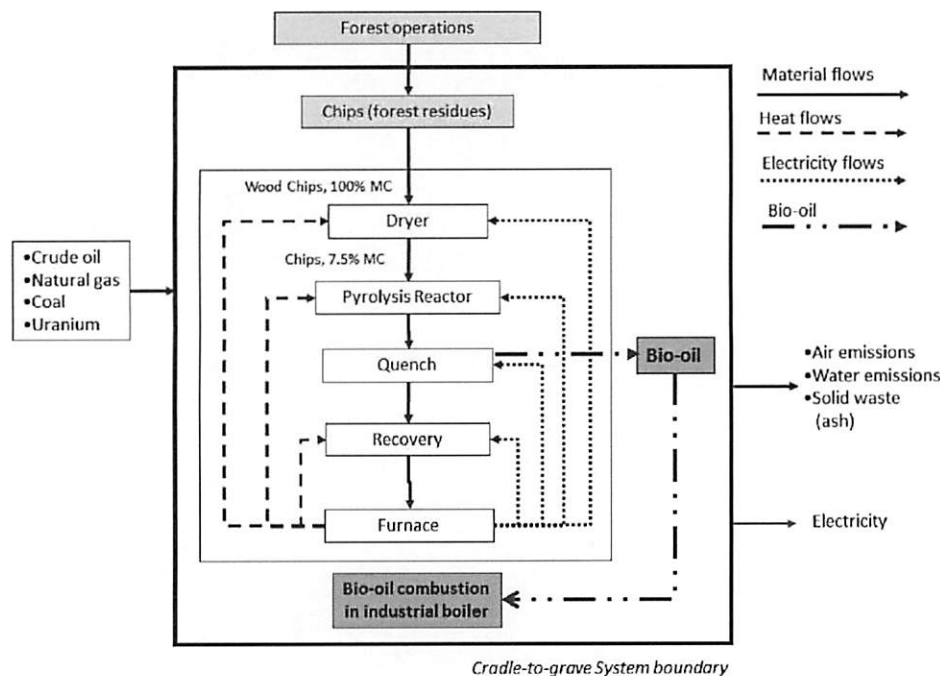 Forest operations
Chips (forest residues)
Wood Chips, 100% MC
Dryer
Chips, 7.5% MC
Pyrolysis Reactor
Quench
Recovery
Furnace
Bio-oil
Bio-oil combustion
in industrial boiler
•Crude oil
•Natural gas
•Coal
•Uranium
Material flows
Heat flows
Electricity flows
Bio-oil
•Air emissions
•Water emissions
•Solid waste
(ash)
Electricity
Cradle-to-grave System boundary